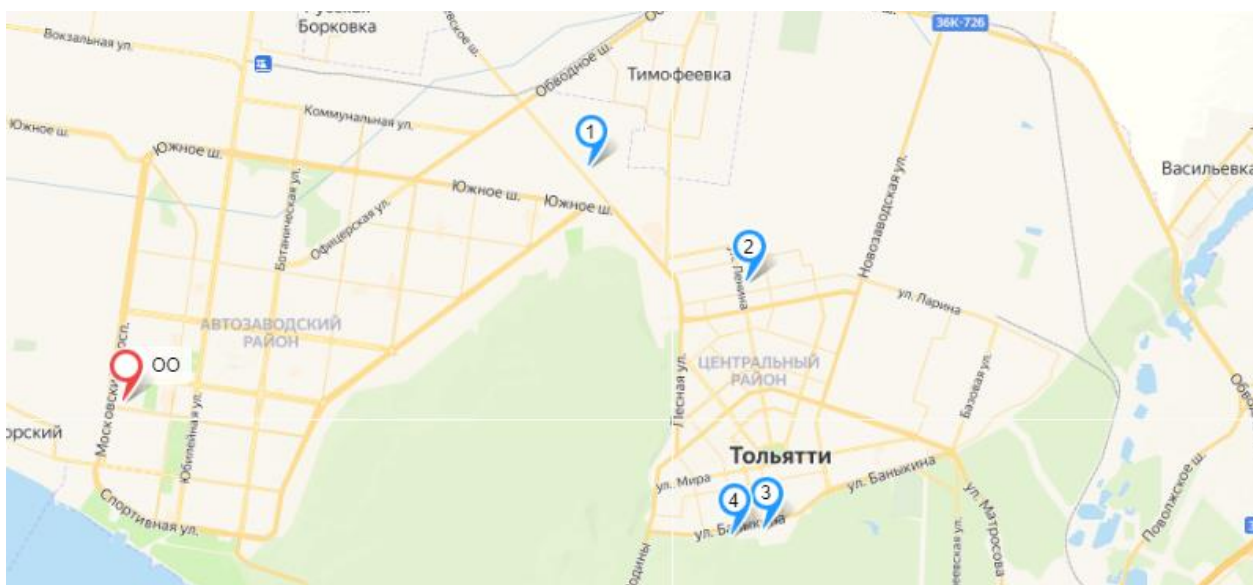 Борковка
36К-726
Вокзальная ул.
Обводное ш.
Тимофеевка
Коммунальная ул.
1
Южное ш.
Южное ш.
Васильевка
Южное ш.
Южное ш.
Ботаническая ул.
Офицерская ул.
Новозаводская ул.
2
ул. Ленина
ул. Ларина
АВТОЗАВОДСКИЙ
РАЙОН
ОО
ЦЕНТРАЛЬНЫЙ
РАЙОН
Лесная ул.
Базовая ул.
Юбилейная ул.
орский
Тольятти
ул. Баныкина
ул. Мира
4
3
Спортивная ул.
ул. Матросова
Поволжское ш.